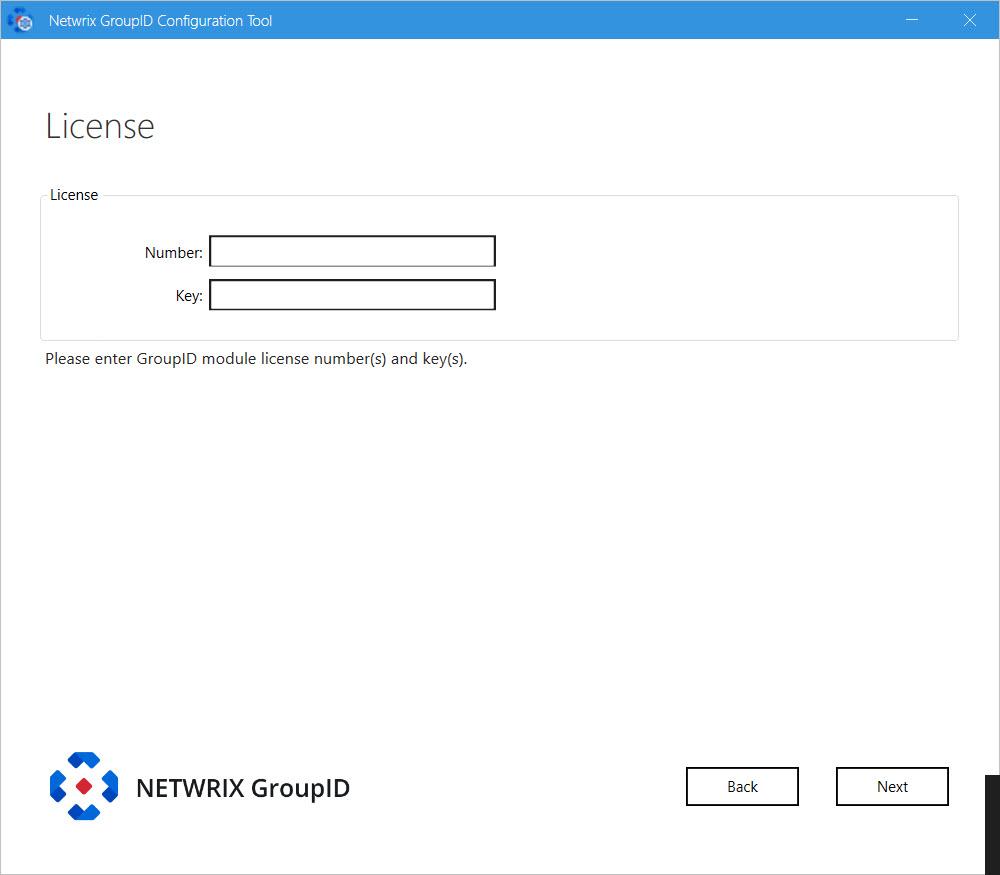 Netwrix GroupID Configuration Tool
License
License
Number:
Key:
Please enter GroupID module license number(s) and key(s).
NETWRIX GroupID
Back
Next